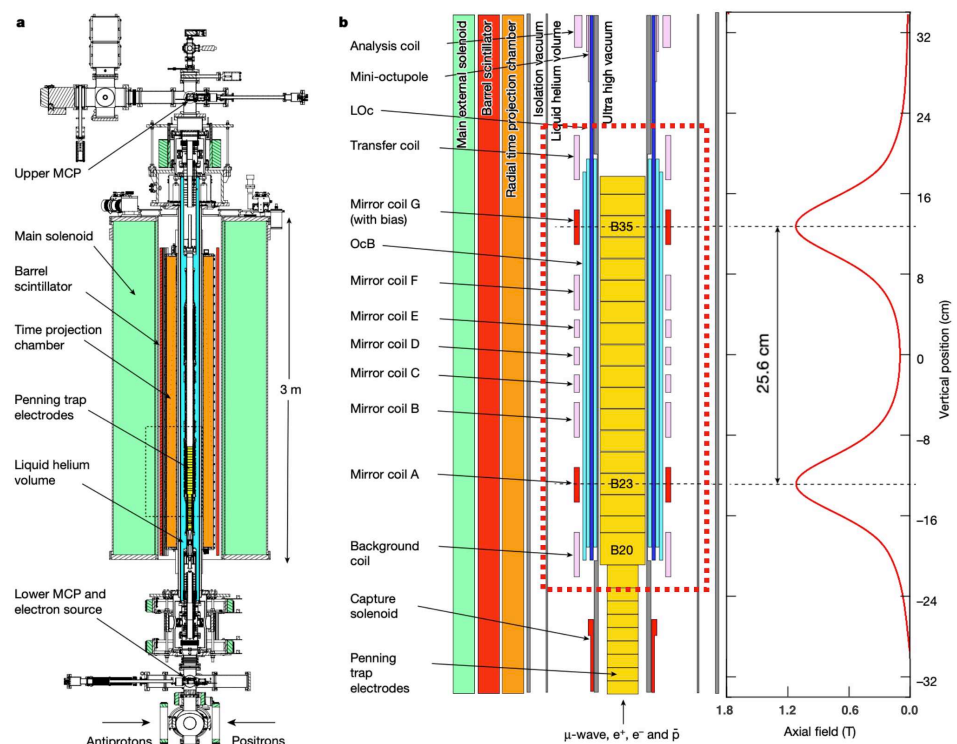 a
Upper MCP
Main solenoid
Barrel
scintillator
Time projection
chamber
Penning trap
electrodes
Liquid helium
volume
Lower MCP and
electron source
3 m
Antiprotons
Positrons
b
Analysis coil
Mini-octupole
LOc
Transfer coil
Mirror coil G
(with bias)
OcB
Mirror coil F
Mirror coil E
Mirror coil D
Mirror coil C
Mirror coil B
Mirror coil A
Background
coil
Capture
solenoid
Penning trap
electrodes
Main external solenoid
Barrel scintillator
Radial time projection chamber
Isolation vacuum
Liquid helium volume
Ultra high vacuum
B35
B23
B20
μ-wave, e⁺, e⁻ and p̄
25.6 cm
32
24
16
8
0
−8
−16
−24
−32
Vertical position (cm)
1.8
1.2
0.6
0.0
Axial field (T)